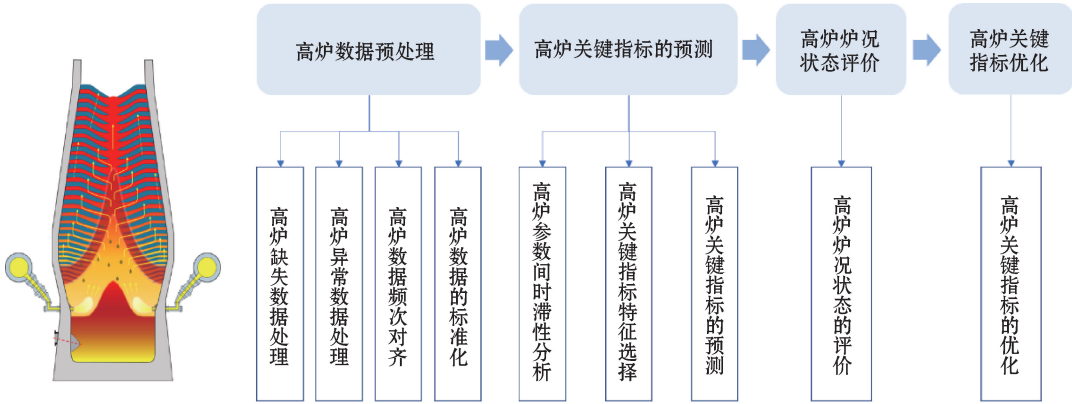 高炉数据预处理
高炉关键指标的预测
高炉炉况
状态评价
高炉关键
指标优化
高炉缺失数据处理
高炉异常数据处理
高炉数据频次对齐
高炉数据的标准化
高炉参数间时滞性分析
高炉关键指标特征选择
高炉关键指标的预测
高炉炉况状态的评价
高炉关键指标的优化